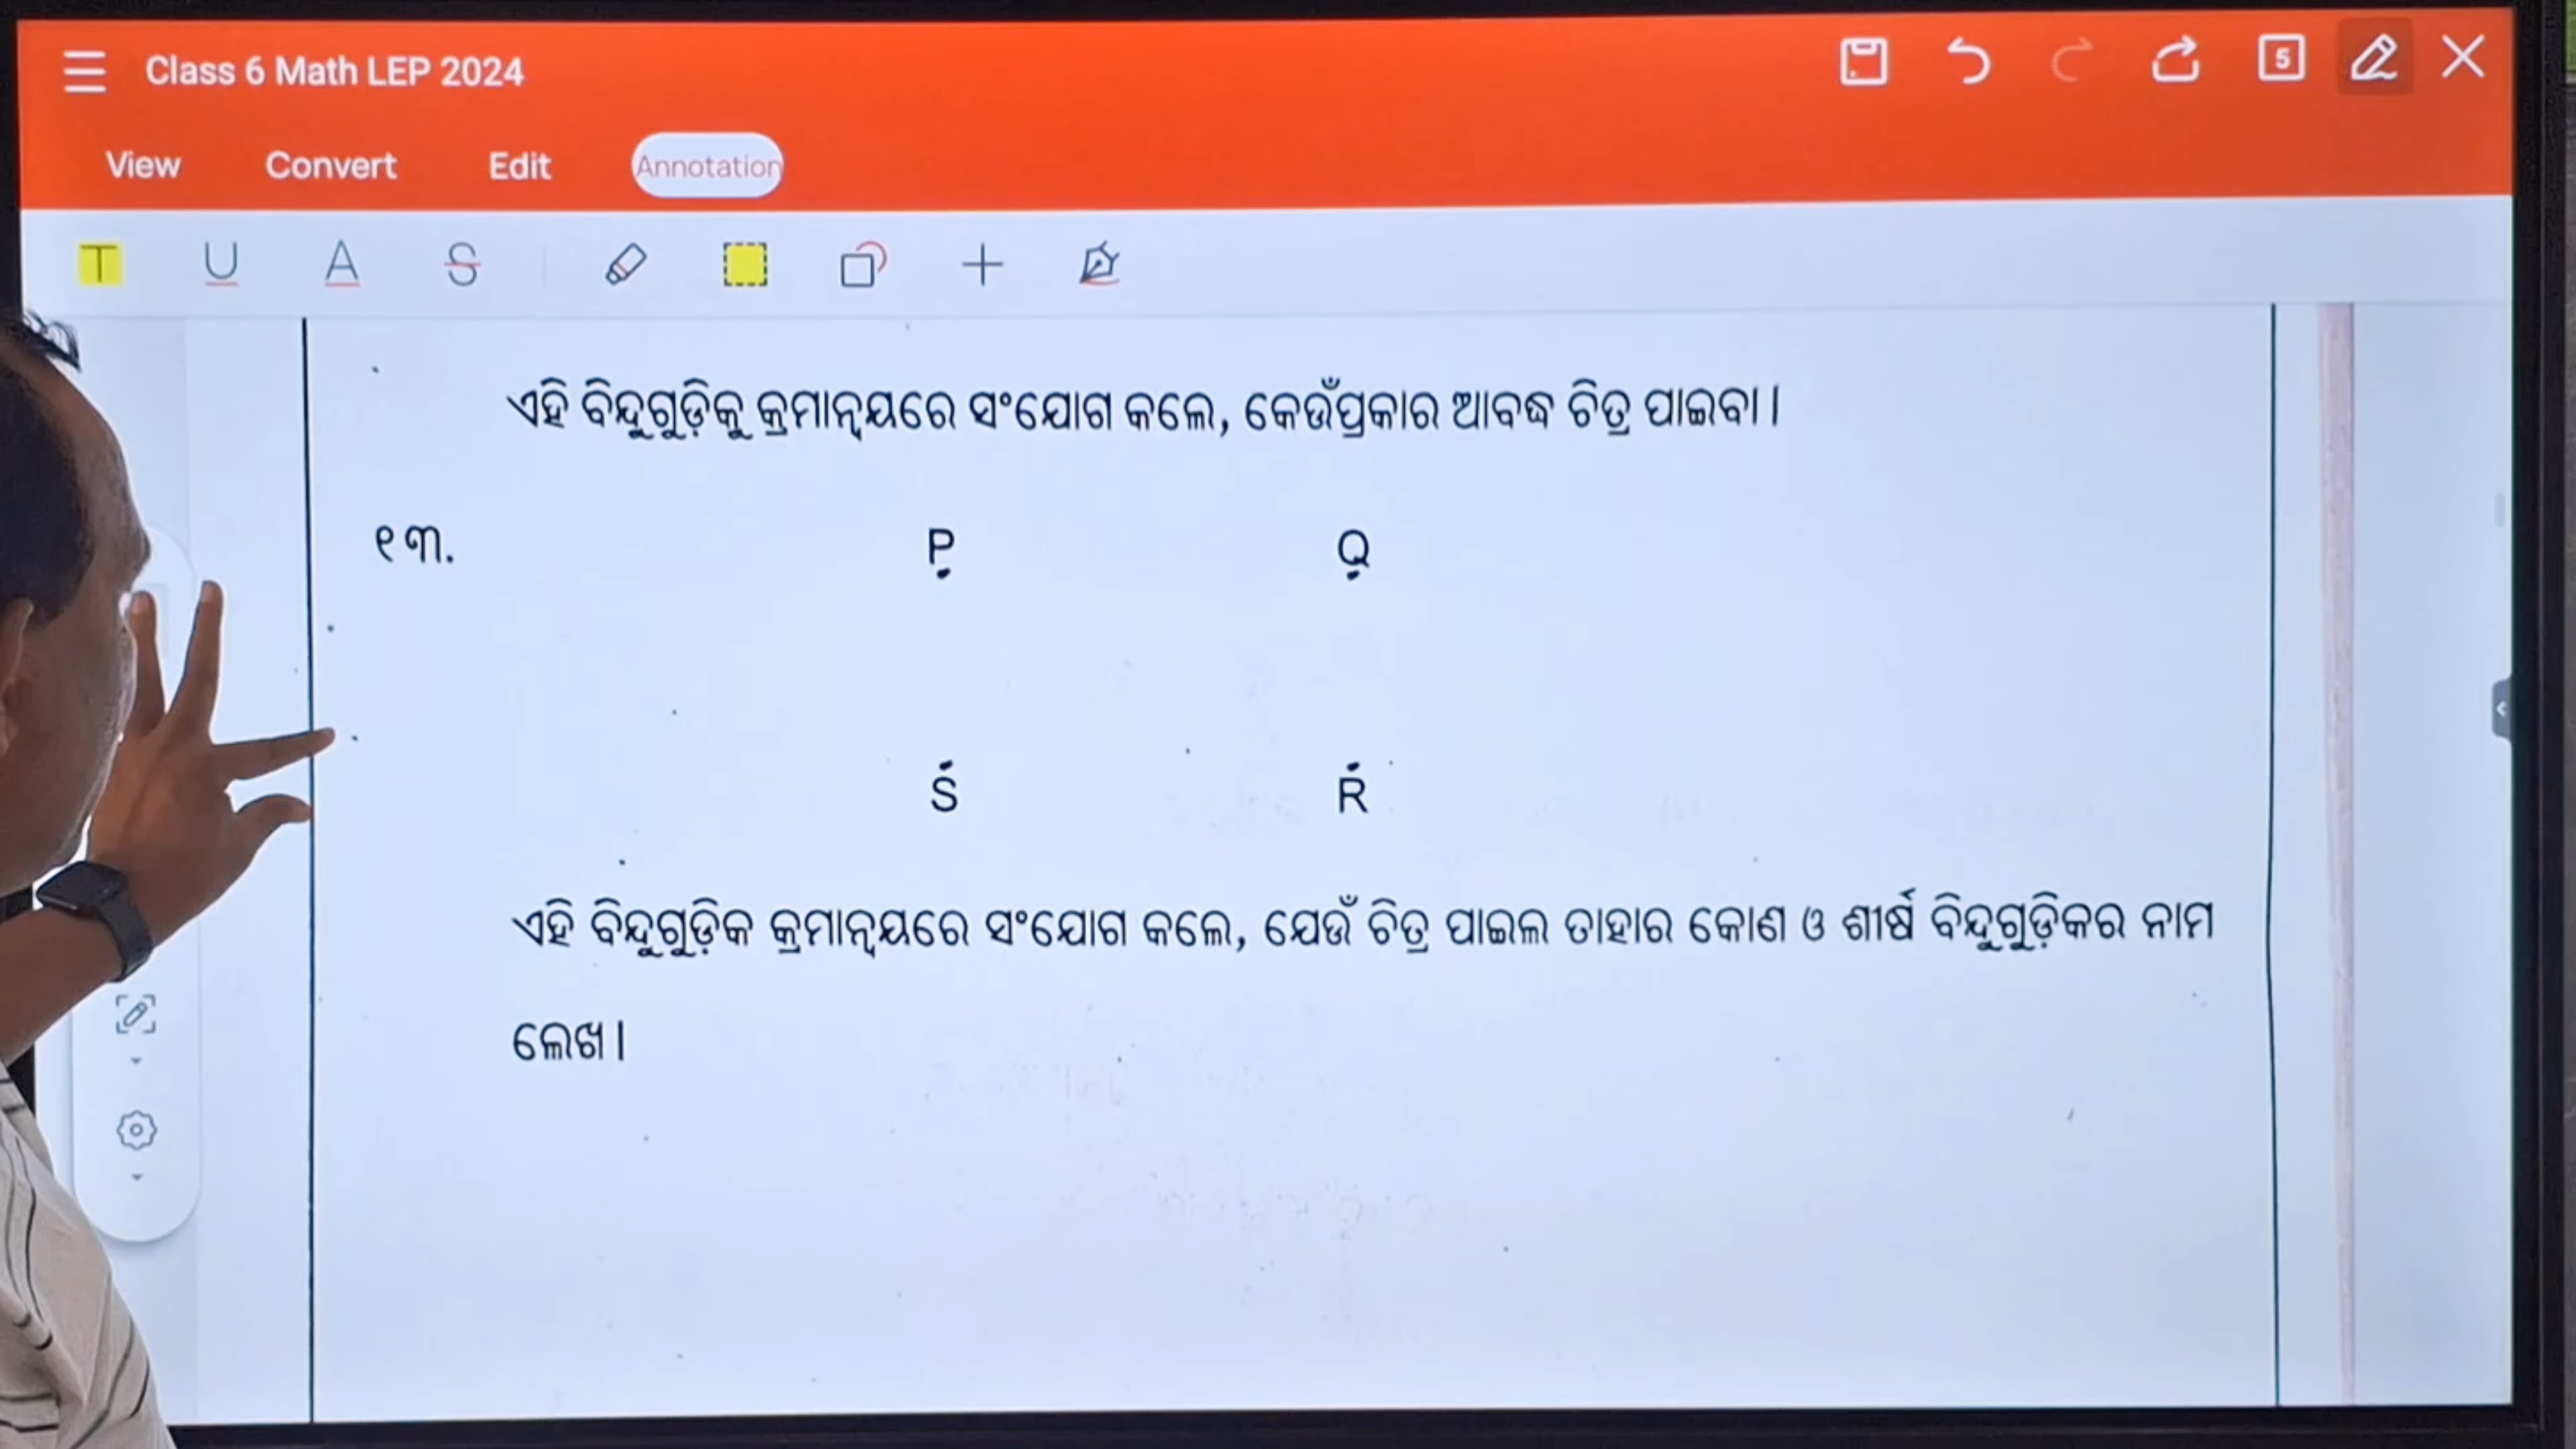 Class 6 Math LEP 2024
5
View Convert Edit Annotation
T U A S
ଏହି ବିନ୍ଦୁଗୁଡ଼ିକୁ କ୍ରମାନ୍ୱୟରେ ସଂଯୋଗ କଲେ, କେଉଁପ୍ରକାର ଆବଦ୍ଧ ଚିତ୍ର ପାଇବା।
୧୩. P Q
S R
ଏହି ବିନ୍ଦୁଗୁଡ଼ିକ କ୍ରମାନ୍ୱୟରେ ସଂଯୋଗ କଲେ, ଯେଉଁ ଚିତ୍ର ପାଇଲ ତାହାର କୋଣ ଓ ଶୀର୍ଷ ବିନ୍ଦୁଗୁଡ଼ିକର ନାମ
ଲେଖ।